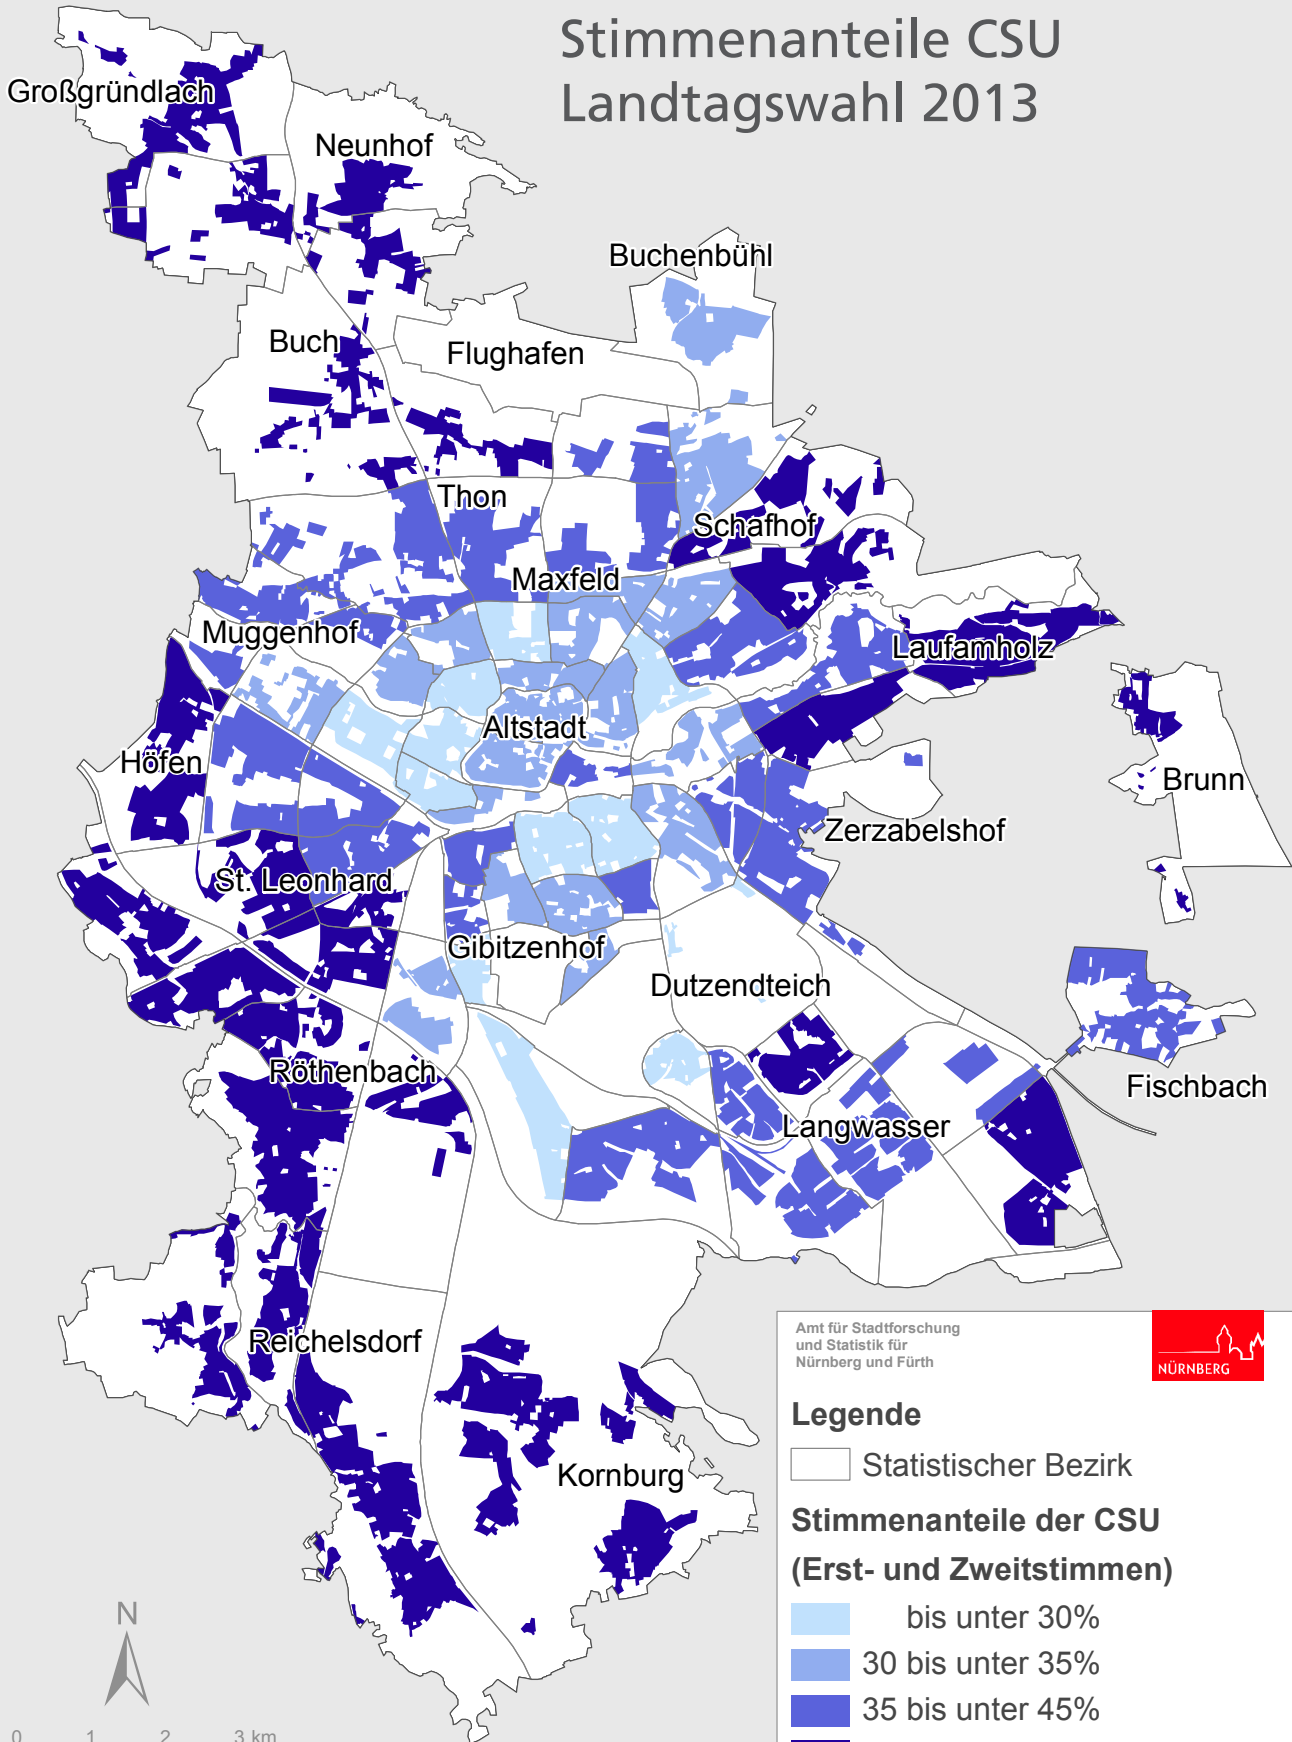 Stimmenanteile CSU
Landtagswahl 2013
Großgründlach
Neunhof
Buchenbühl
Buch
Flughafen
Thon
Schafhof
Maxfeld
Muggenhof
Laufamholz
Altstadt
Höfen
Brunn
Zerzabelshof
St. Leonhard
Gibitzenhof
Dutzendteich
Röthenbach
Fischbach
Langwasser
Reichelsdorf
Kornburg
Amt für Stadtforschung
und Statistik für
Nürnberg und Fürth
NÜRNBERG
Legende
Statistischer Bezirk
Stimmenanteile der CSU
(Erst- und Zweitstimmen)
bis unter 30%
30 bis unter 35%
35 bis unter 45%
N
0 1 2 3 km